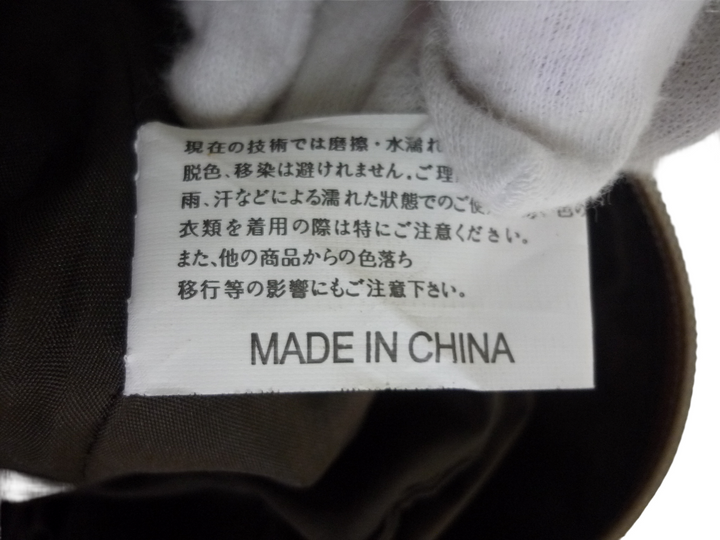 現在の技術では磨擦・水濡れ
脱色、移染は避けれません。ご理
雨、汗などによる濡れた狀態でのご使
衣類を着用の際は特にご注意ください。
また、他の商品からの色落ち
移行等の影響にもご注意下さい。
MADE IN CHINA